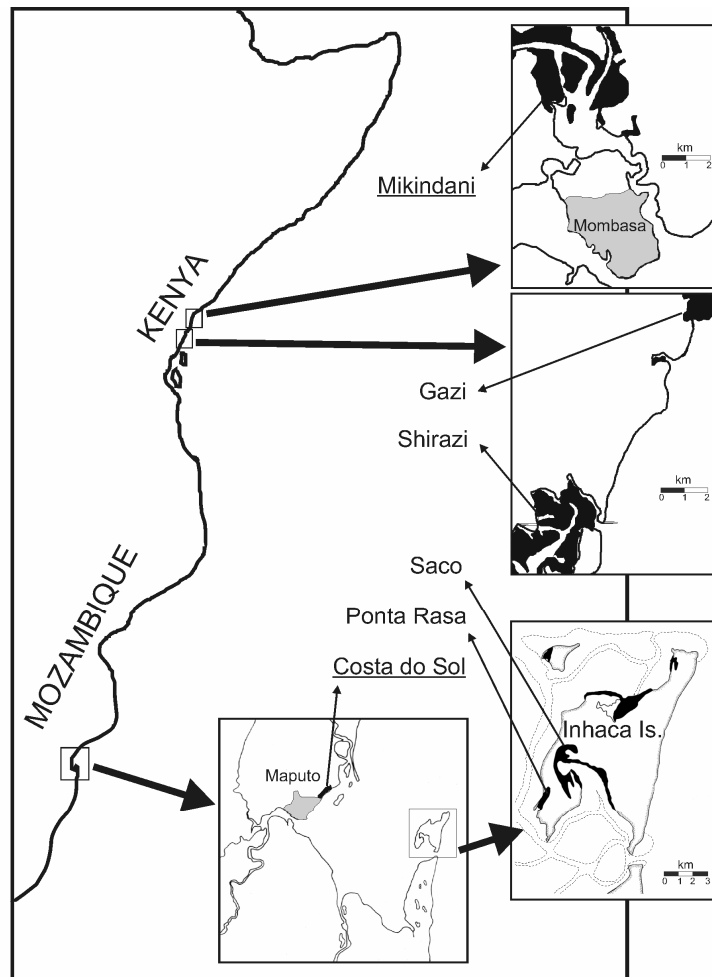 km
0 1 2
Mikindani
Mombasa
KENYA
Gazi
Shirazi
km
0 1 2
MOZAMBIQUE
Saco
Ponta Rasa
Costa do Sol
Inhaca Is.
Maputo
km
0 1 2 3